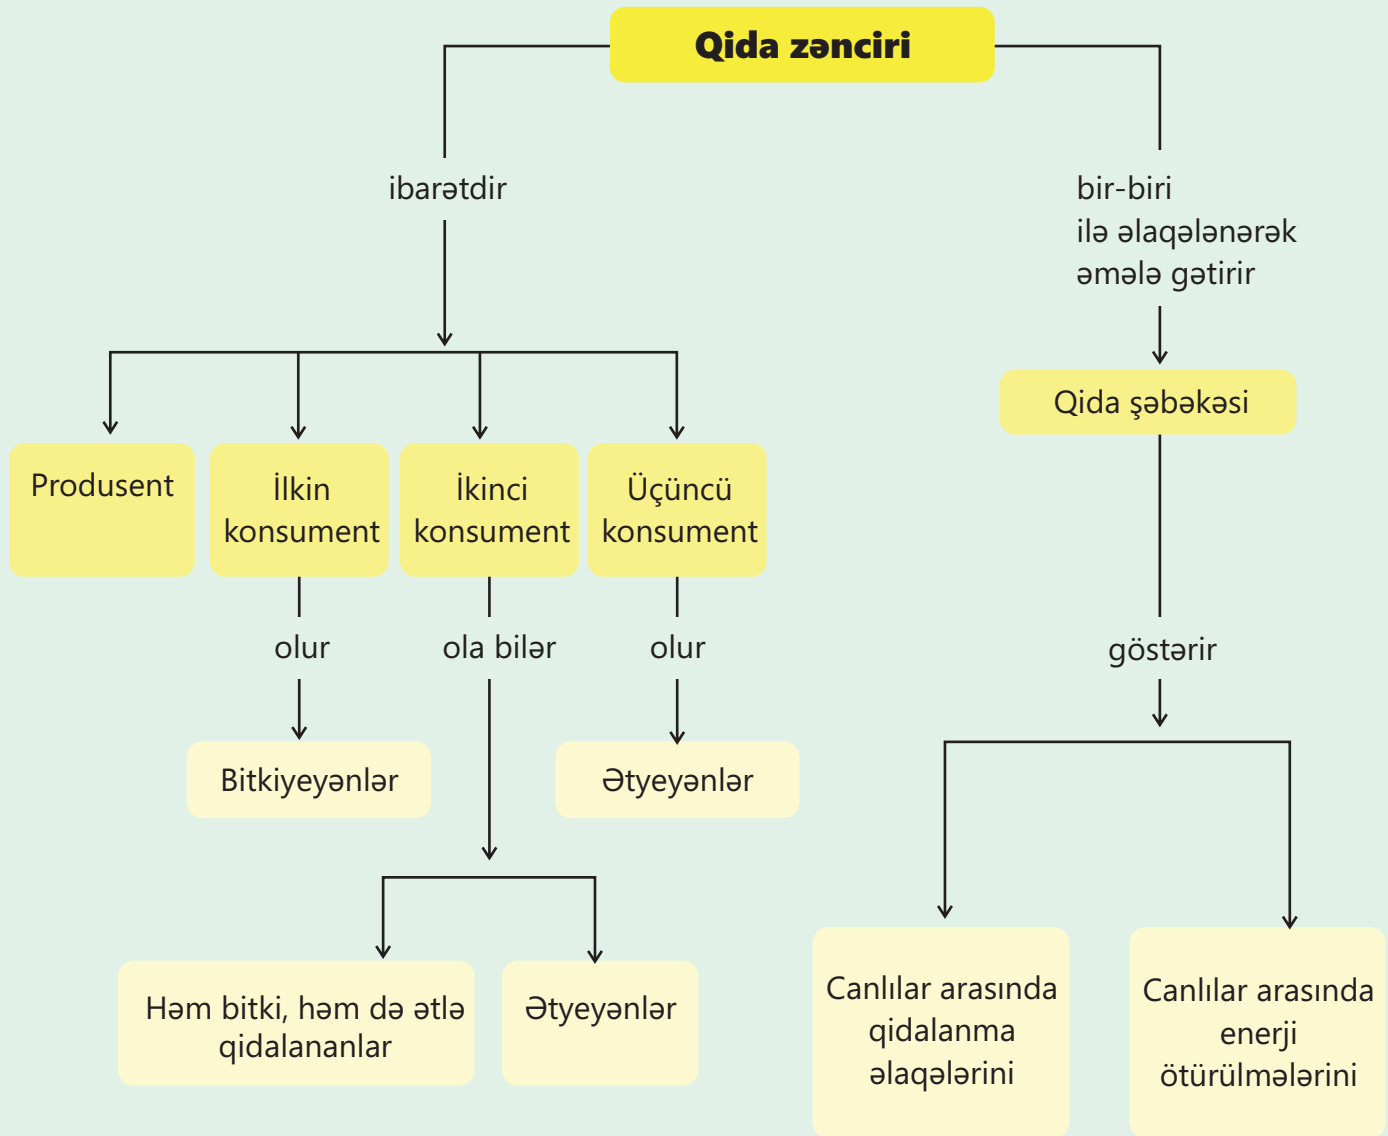 Qida zənciri
ibarətdir
bir-biri
ilə əlaqələnərək
əmələ gətirir
Qida şəbəkəsi
Produsent
İlkin
konsument
İkinci
konsument
Üçüncü
konsument
olur
ola bilər
olur
göstərir
Bitkiyeyənlər
Ətyeyənlər
Həm bitki, həm də ətlə
qidalananlar
Ətyeyənlər
Canlılar arasında
qidalanma
əlaqələrini
Canlılar arasında
enerji
ötürülmələrini